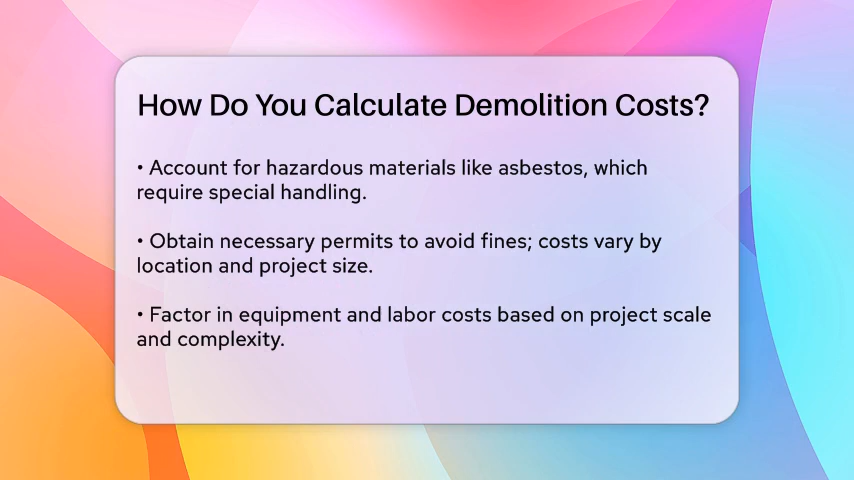 How Do You Calculate Demolition Costs?
• Account for hazardous materials like asbestos, which
require special handling.
• Obtain necessary permits to avoid fines; costs vary by
location and project size.
• Factor in equipment and labor costs based on project scale
and complexity.